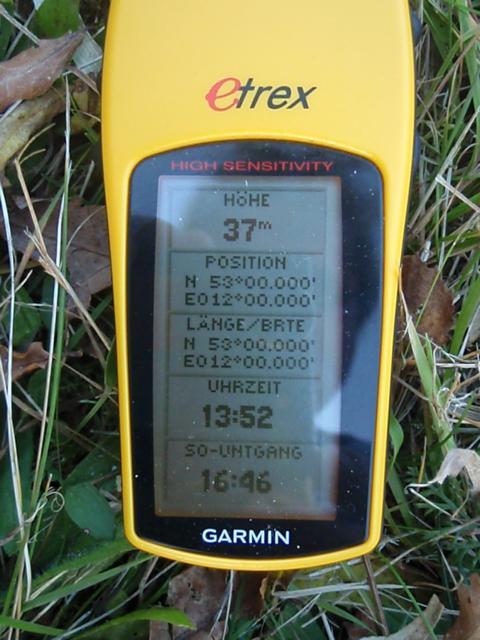 etrex
HIGH SENSITIVITY
HÖHE
37m
POSITION
N 53°00.000'
E012°00.000'
LÄNGE/BRTE
N 53°00.000'
E012°00.000'
UHRZEIT
13:52
SO-UNTGANG
16:46
GARMIN